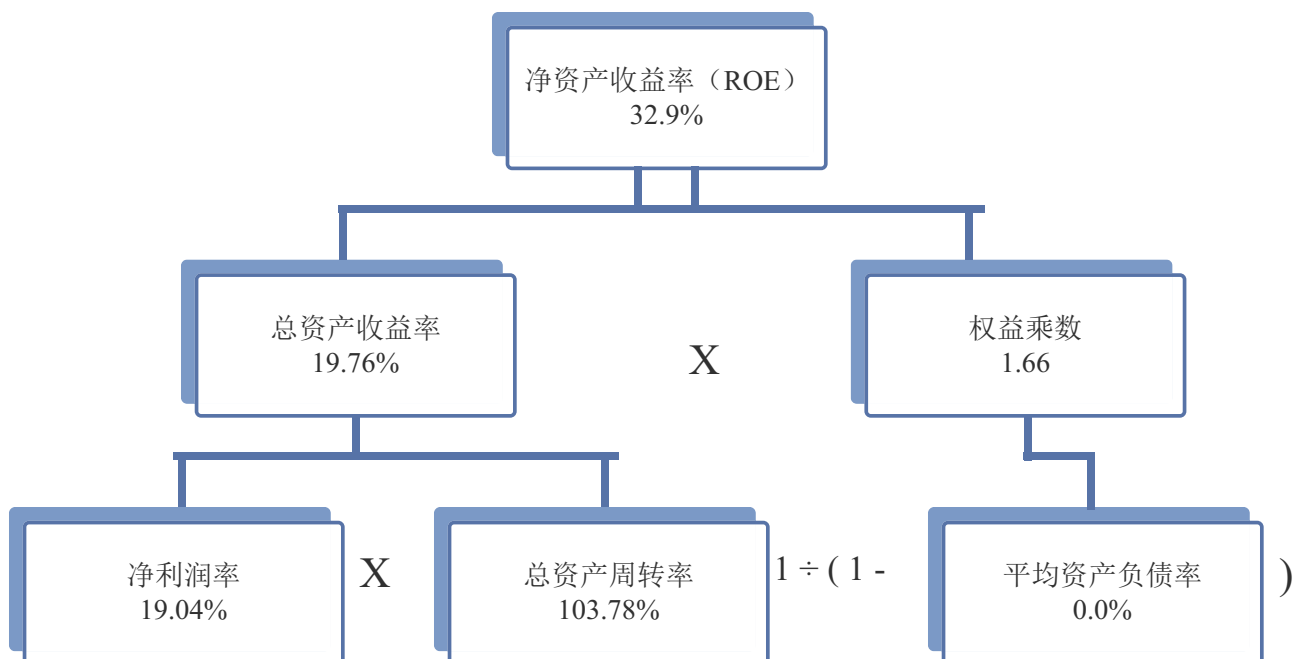 净资产收益率（ROE）
32.9%
总资产收益率
19.76%
X
权益乘数
1.66
净利润率
19.04%
X
总资产周转率
103.78%
1 ÷ ( 1 -
平均资产负债率
0.0%
)